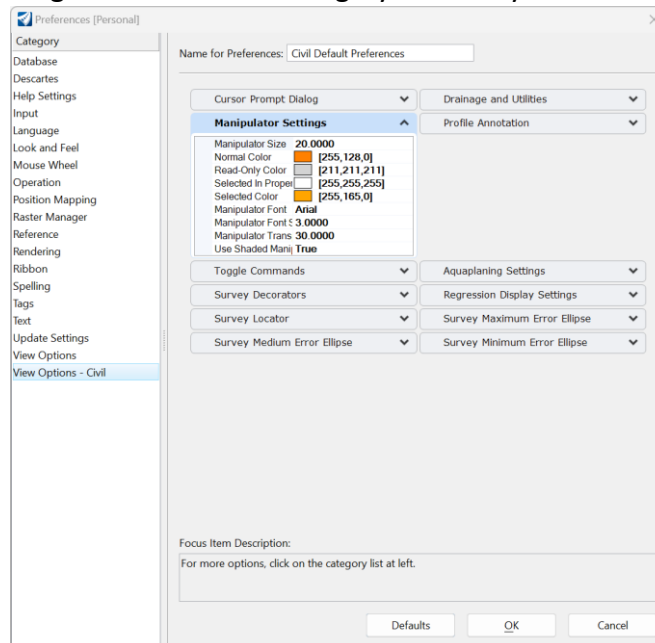 Preferences [Personal]
Category
Database
Descartes
Help Settings
Input
Language
Look and Feel
Mouse Wheel
Operation
Position Mapping
Raster Manager
Reference
Rendering
Ribbon
Spelling
Tags
Text
Update Settings
View Options
View Options - Civil
Name for Preferences: Civil Default Preferences
Cursor Prompt Dialog
Drainage and Utilities
Manipulator Settings
Profile Annotation
Manipulator Size 20.0000
Normal Color [255,128,0]
Read-Only Color [211,211,211]
Selected In Proper [255,255,255]
Selected Color [255,165,0]
Manipulator Font Arial
Manipulator Font S 3.0000
Manipulator Trans 30.0000
Use Shaded Mani True
Toggle Commands
Aquaplaning Settings
Survey Decorators
Regression Display Settings
Survey Locator
Survey Maximum Error Ellipse
Survey Medium Error Ellipse
Survey Minimum Error Ellipse
Focus Item Description:
For more options, click on the category list at left.
Defaults OK Cancel